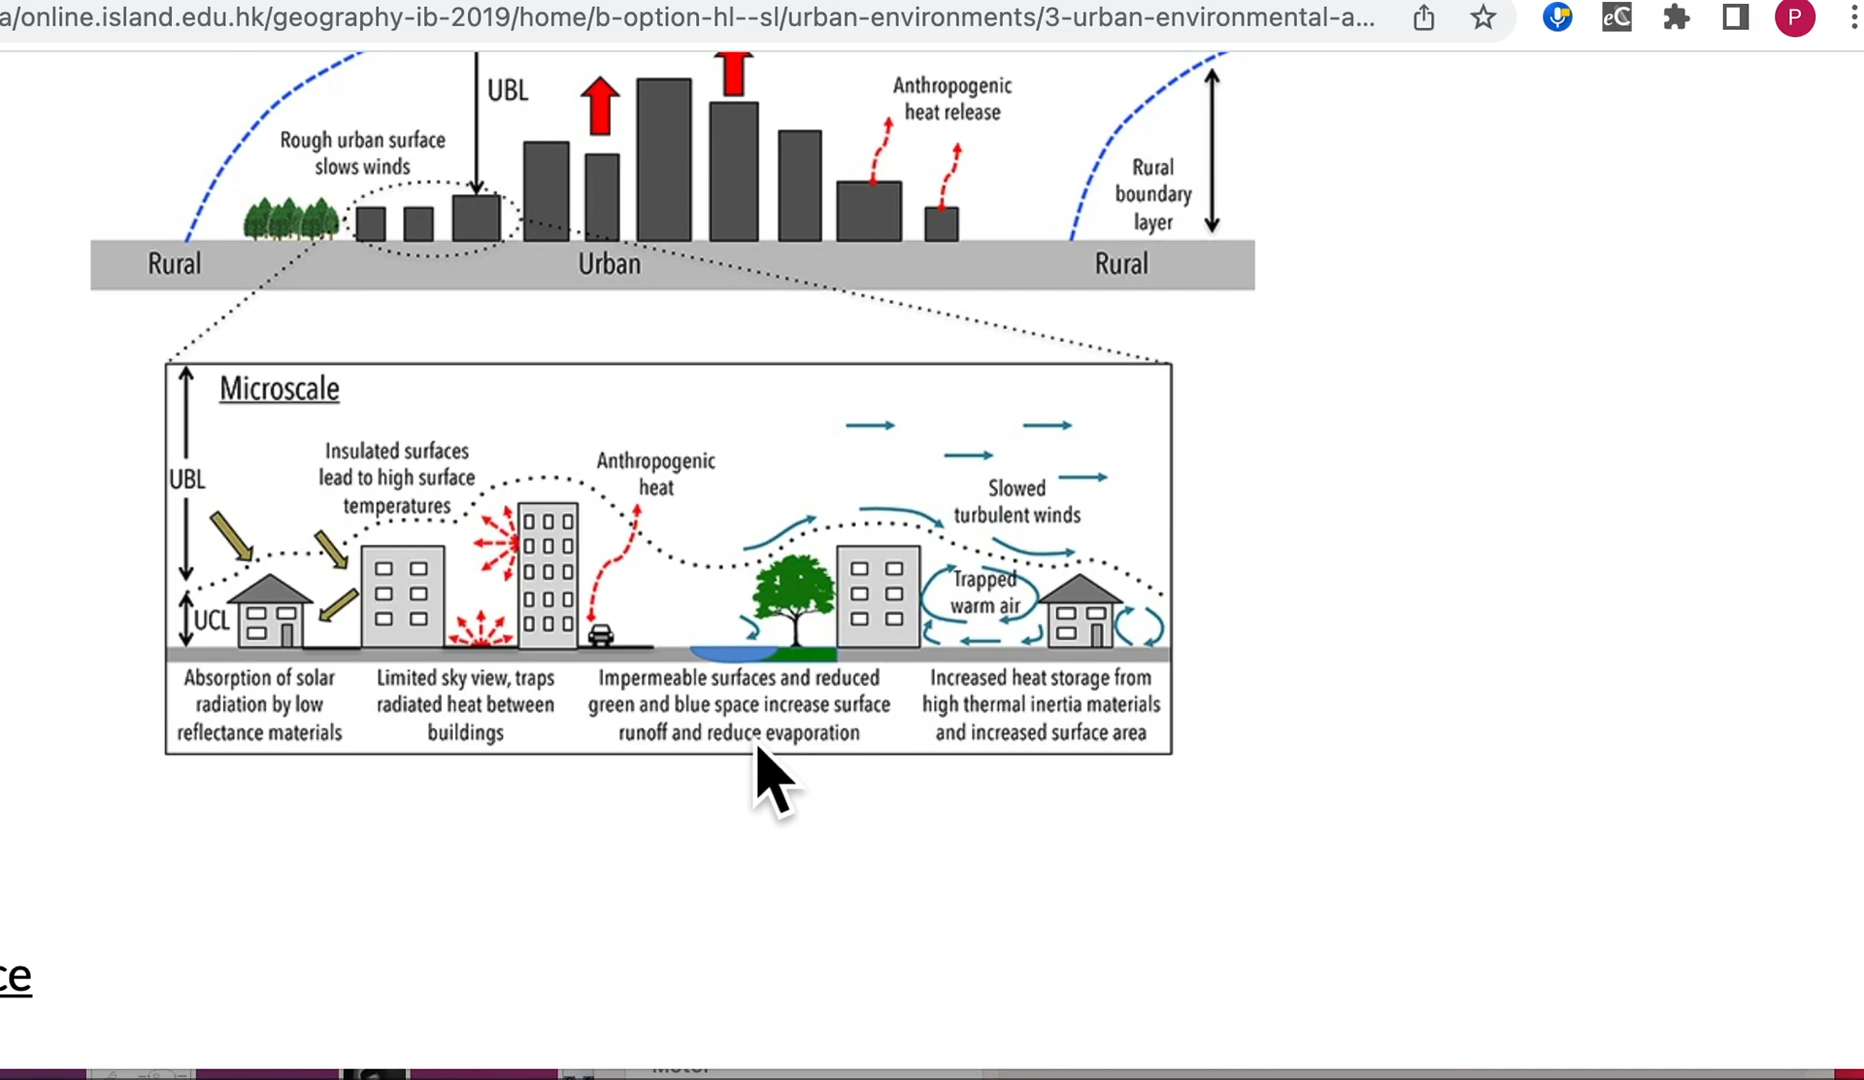 a/online.island.edu.hk/geography-ib-2019/home/b-option-hl--sl/urban-environments/3-urban-environmental-a...
eC
P
UBL
Anthropogenic
heat release
Rough urban surface
slows winds
Rural
boundary
layer
Rural
Urban
Rural
Microscale
Insulated surfaces
lead to high surface
temperatures
Anthropogenic
heat
UBL
Slowed
turbulent winds
Trapped
warm air
UCL
Absorption of solar
radiation by low
reflectance materials
Limited sky view, traps
radiated heat between
buildings
Impermeable surfaces and reduced
green and blue space increase surface
runoff and reduce evaporation
Increased heat storage from
high thermal inertia materials
and increased surface area
ce